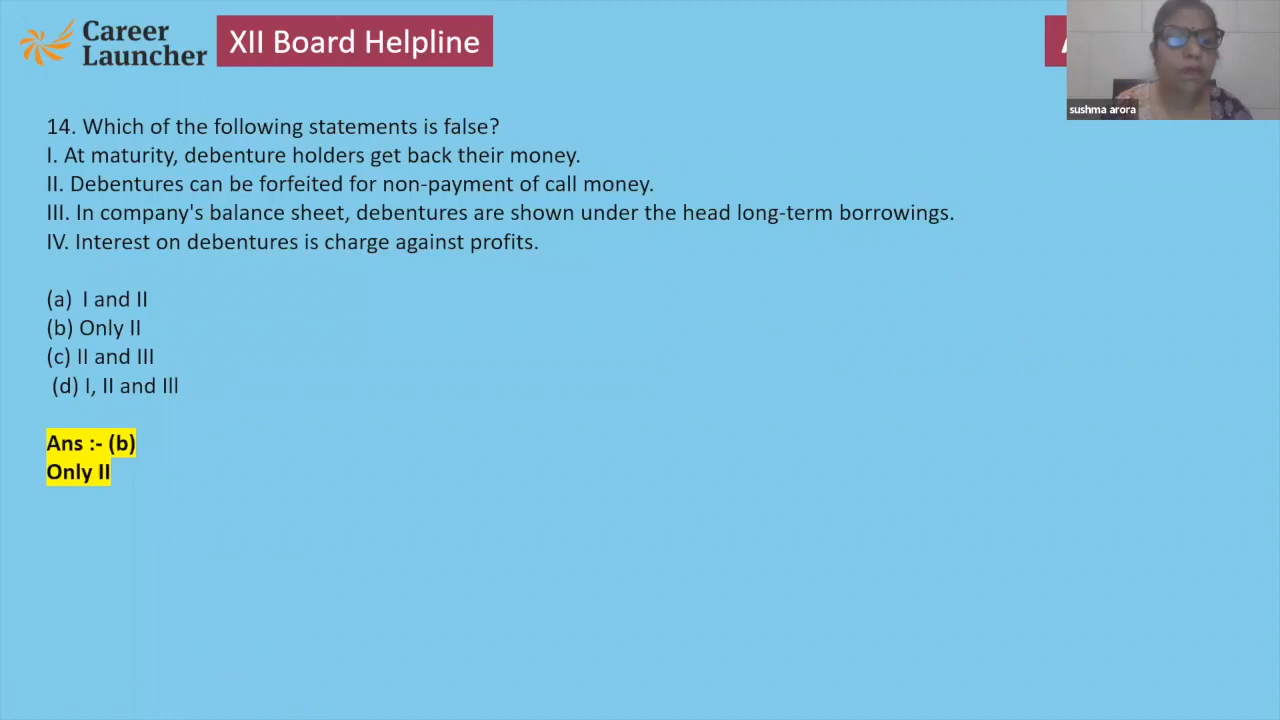 Career
Launcher
XII Board Helpline
sushma arora
14. Which of the following statements is false?
I. At maturity, debenture holders get back their money.
II. Debentures can be forfeited for non-payment of call money.
III. In company's balance sheet, debentures are shown under the head long-term borrowings.
IV. Interest on debentures is charge against profits.
(a) I and II
(b) Only II
(c) II and III
(d) I, II and Ill
Ans :- (b)
Only II